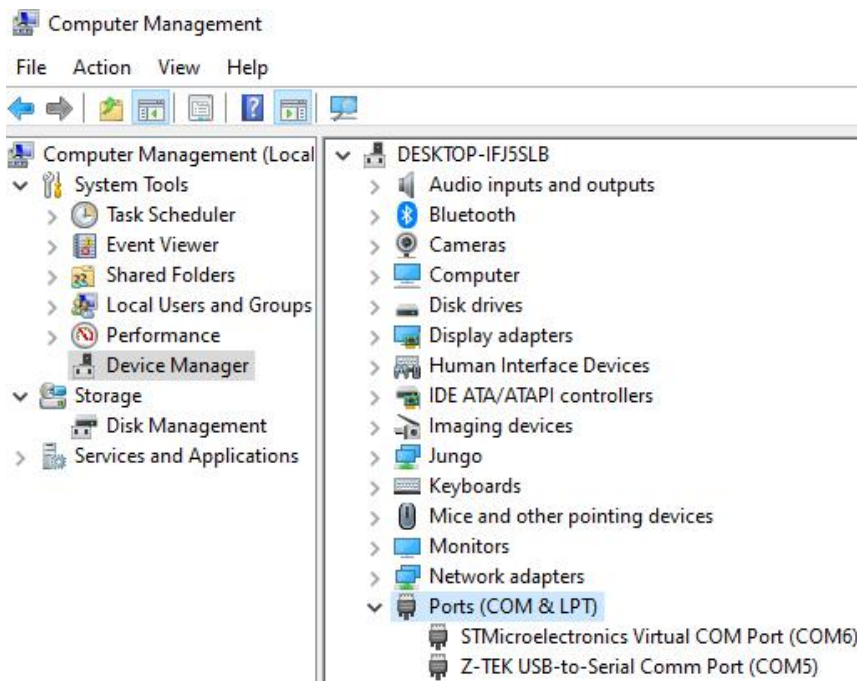 Computer Management
File Action View Help
Computer Management (Local
System Tools
Task Scheduler
Event Viewer
Shared Folders
Local Users and Groups
Performance
Device Manager
Storage
Disk Management
Services and Applications
DESKTOP-IFJ5SLB
Audio inputs and outputs
Bluetooth
Cameras
Computer
Disk drives
Display adapters
Human Interface Devices
IDE ATA/ATAPI controllers
Imaging devices
Jungo
Keyboards
Mice and other pointing devices
Monitors
Network adapters
Ports (COM & LPT)
STMicroelectronics Virtual COM Port (COM6)
Z-TEK USB-to-Serial Comm Port (COM5)